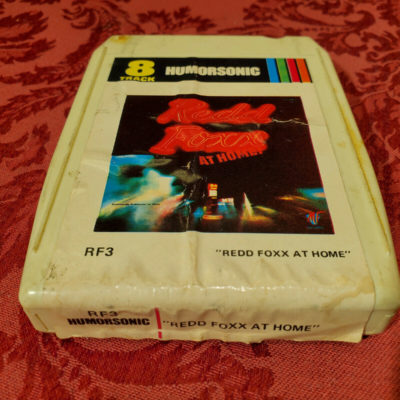 8
TRACK
HUMORSONIC
Redd
Foxx
AT HOME
RF3
"REDD FOXX AT HOME"
RF3
HUMORSONIC
"REDD FOXX AT HOME"